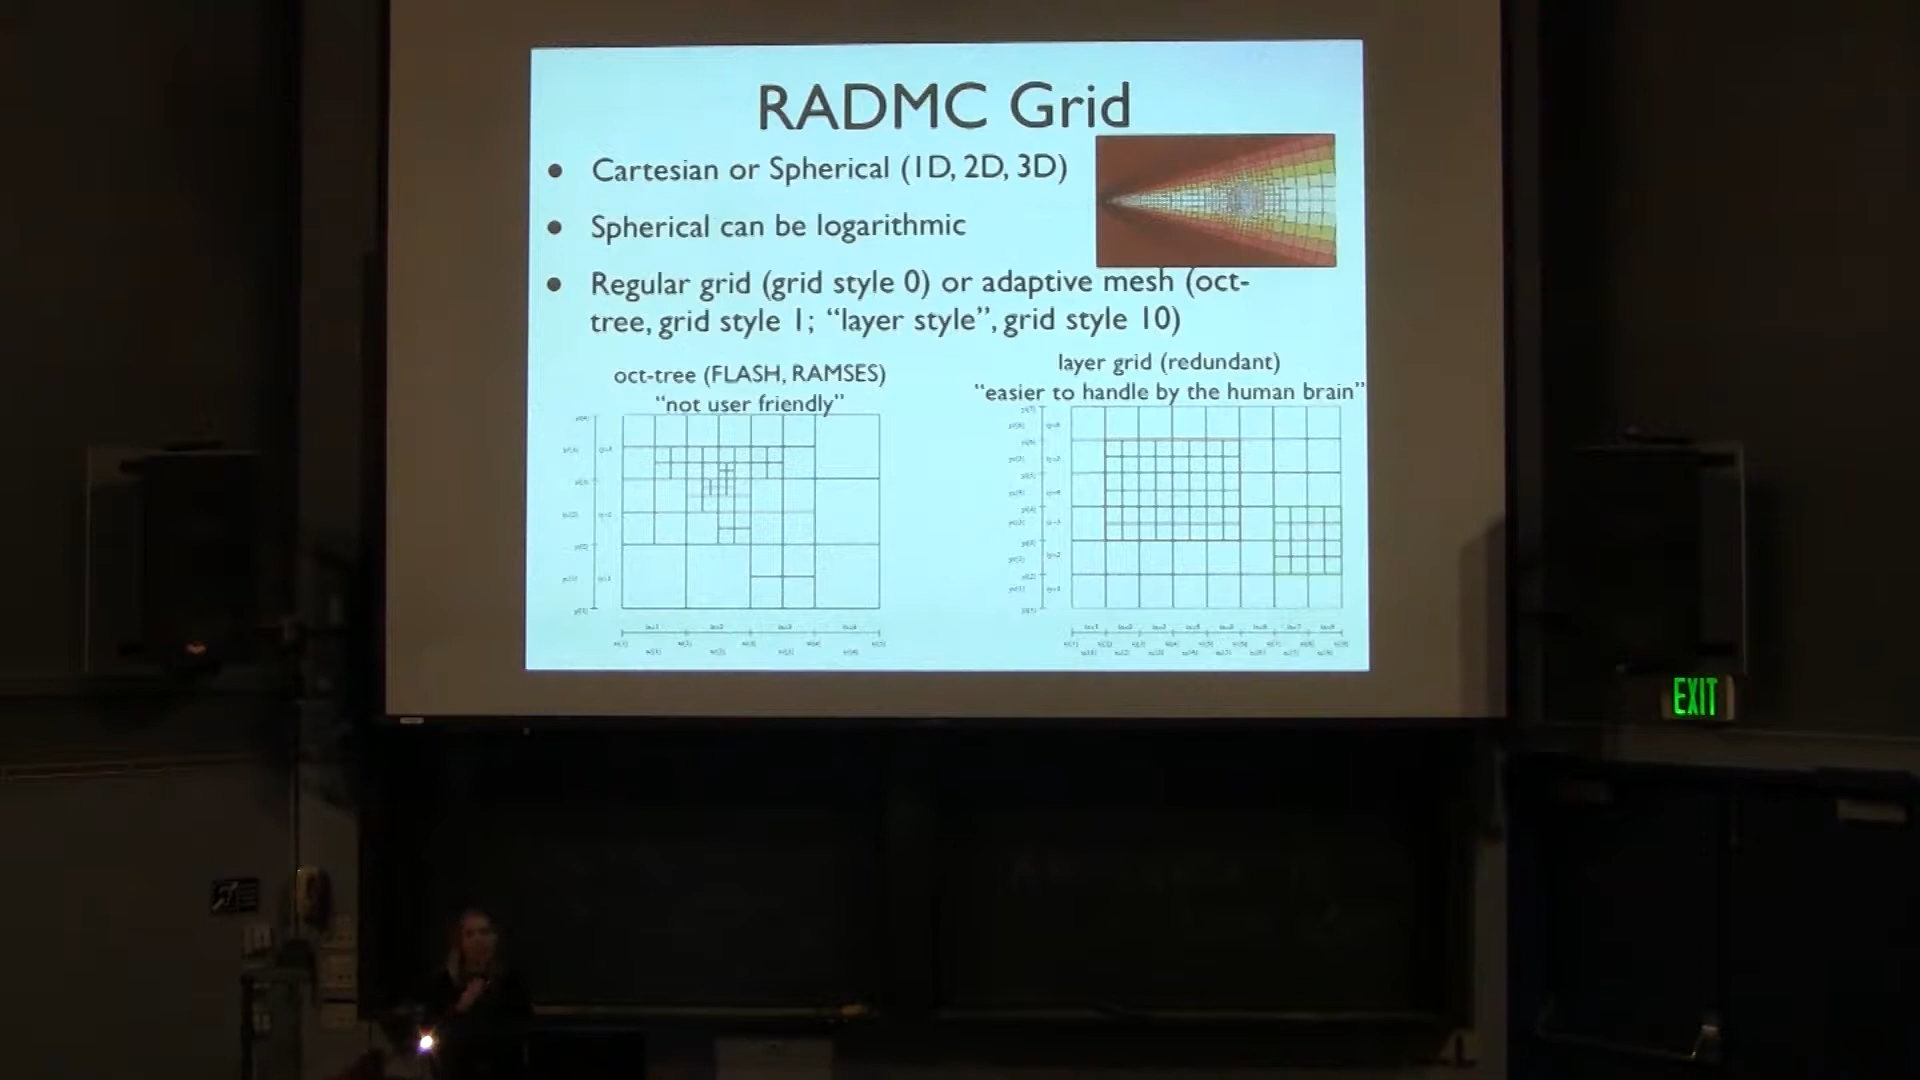 RADMC Grid
• Cartesian or Spherical (1D, 2D, 3D)
• Spherical can be logarithmic
• Regular grid (grid style 0) or adaptive mesh (oct-
tree, grid style 1; “layer style”, grid style 10)
oct-tree (FLASH, RAMSES)
“not user friendly”
layer grid (redundant)
“easier to handle by the human brain”
EXIT